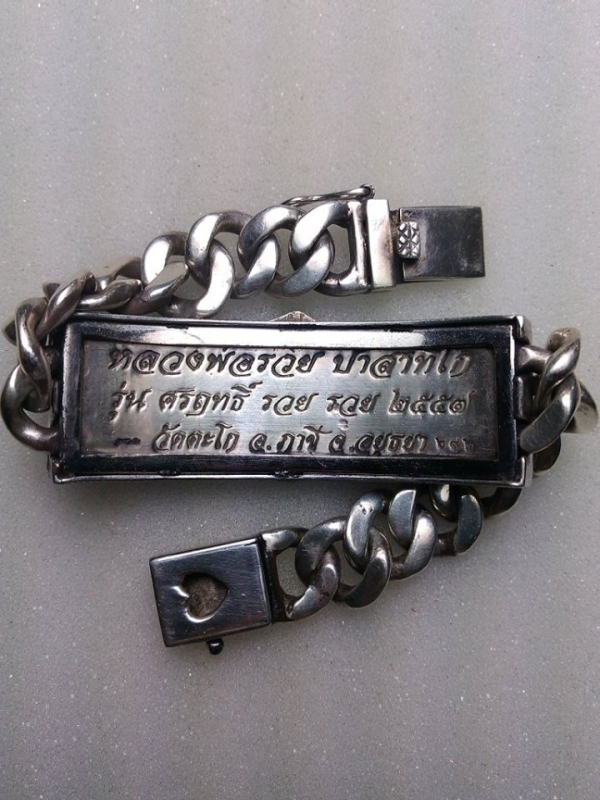 หลวงพ่อรวย ปาสาทิโก
รุ่น ศรีฤทธิ์ รวย รวย ๒๕๕๗
วัดตะโก อ.ภาชี จ.อยุธยา